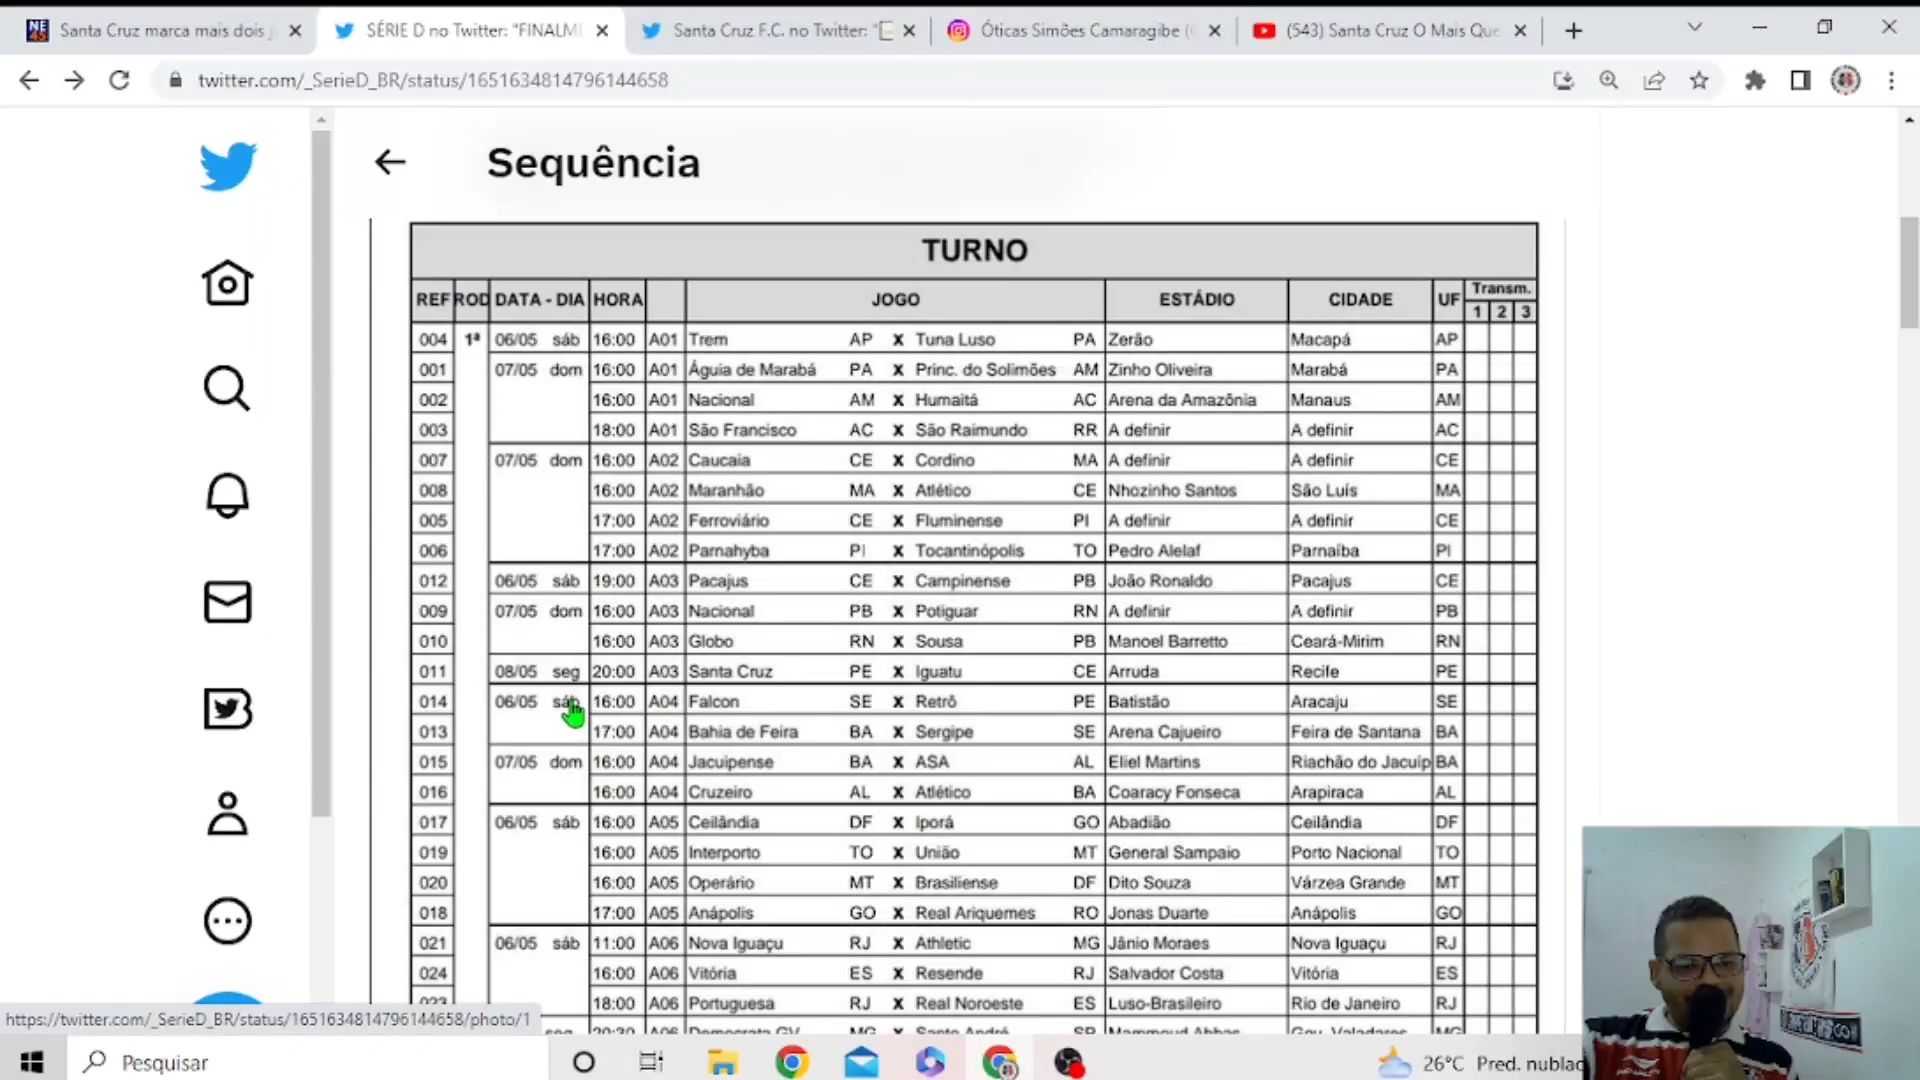 Santa Cruz marca mais dois j
SÉRIE D no Twitter: "FINALM
Santa Cruz F.C. no Twitter: "
Óticas Simões Camaragibe (
(543) Santa Cruz O Mais Que
twitter.com/_SerieD_BR/status/1651634814796144658
Sequência
TURNO
REF ROD DATA - DIA HORA JOGO ESTÁDIO CIDADE UF Transm.
1 2 3
004 1ª 06/05 sáb 16:00 A01 Trem AP X Tuna Luso PA Zerão Macapá AP
001 07/05 dom 16:00 A01 Águia de Marabá PA X Princ. do Solimões AM Zinho Oliveira Marabá PA
002 16:00 A01 Nacional AM X Humaitá AC Arena da Amazônia Manaus AM
003 18:00 A01 São Francisco AC X São Raimundo RR A definir A definir AC
007 07/05 dom 16:00 A02 Caucaia CE X Cordino MA A definir A definir CE
008 16:00 A02 Maranhão MA X Atlético CE Nhozinho Santos São Luís MA
005 17:00 A02 Ferroviário CE X Fluminense PI A definir A definir CE
006 17:00 A02 Parnahyba PI X Tocantinópolis TO Pedro Alelaf Parnaíba PI
012 06/05 sáb 19:00 A03 Pacajus CE X Campinense PB João Ronaldo Pacajus CE
009 07/05 dom 16:00 A03 Nacional PB X Potiguar RN A definir A definir PB
010 16:00 A03 Globo RN X Sousa PB Manoel Barretto Ceará-Mirim RN
011 08/05 seg 20:00 A03 Santa Cruz PE X Iguatu CE Arruda Recife PE
014 06/05 sáb 16:00 A04 Falcon SE X Retrô PE Batistão Aracaju SE
013 17:00 A04 Bahia de Feira BA X Sergipe SE Arena Cajueiro Feira de Santana BA
015 07/05 dom 16:00 A04 Jacuipense BA X ASA AL Eliel Martins Riachão do Jacuip BA
016 16:00 A04 Cruzeiro AL X Atlético BA Coaracy Fonseca Arapiraca AL
017 06/05 sáb 16:00 A05 Ceilândia DF X Iporá GO Abadião Ceilândia DF
019 16:00 A05 Interporto TO X União MT General Sampaio Porto Nacional TO
020 16:00 A05 Operário MT X Brasiliense DF Dito Souza Várzea Grande MT
018 17:00 A05 Anápolis GO X Real Ariquemes RO Jonas Duarte Anápolis GO
021 06/05 sáb 11:00 A06 Nova Iguaçu RJ X Athletic MG Jânio Moraes Nova Iguaçu RJ
024 16:00 A06 Vitória ES X Resende RJ Salvador Costa Vitória ES
023 18:00 A06 Portuguesa RJ X Real Noroeste ES Luso-Brasileiro Rio de Janeiro RJ
seg 20:30 A06 Democrata GV MG X Santo André SP Mammoud Abbas Gov. Valadares MG
https://twitter.com/_SerieD_BR/status/1651634814796144658/photo/1
Pesquisar
26°C Pred. nublad